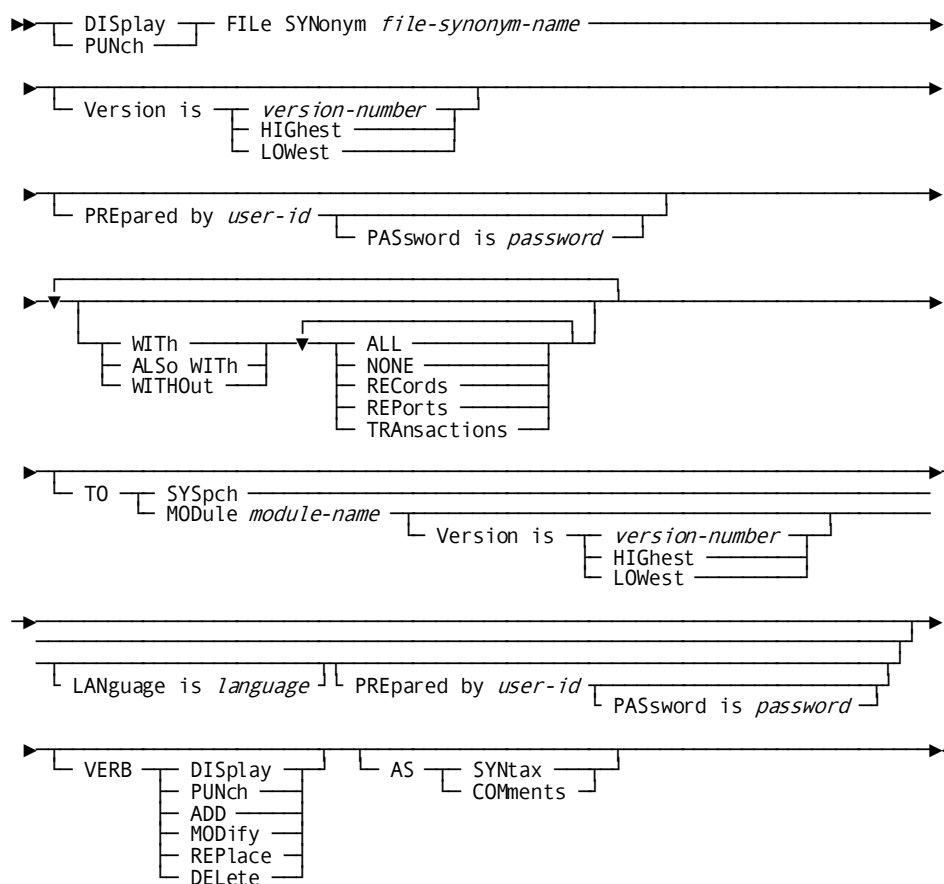 DISplay FILe SYNonym file-synonym-name
PUNch
Version is version-number
HIGhest
LOWest
PREpared by user-id
PASsword is password
WITh ALL
ALSo WITh NONE
WITHOut RECords
REPorts
TRAnsactions
TO SYSpch
MODule module-name
Version is version-number
HIGhest
LOWest
LANguage is language PREpared by user-id
PASsword is password
VERB DISplay AS SYNtax
PUNch COMments
ADD
MODify
REPlace
DELete